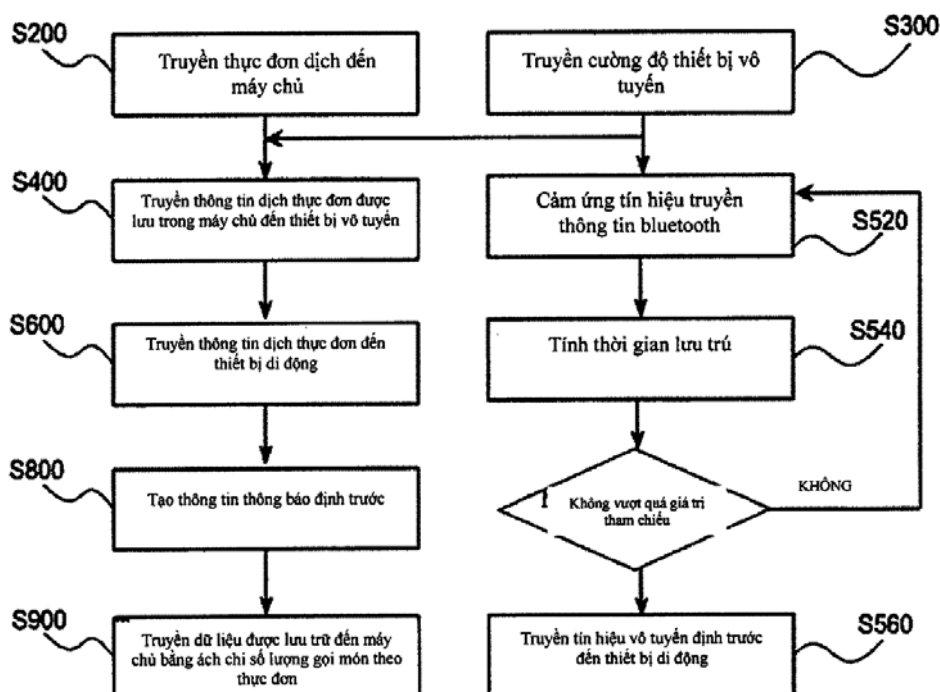 S200
Truyền thực đơn dịch đến
máy chủ
Truyền cường độ thiết bị vô
tuyến
S300
S400
Truyền thông tin dịch thực đơn được
lưu trong máy chủ đến thiết bị vô tuyến
Cảm ứng tín hiệu truyền
thông tin bluetooth
S520
S600
Truyền thông tin dịch thực đơn đến
thiết bị di động
Tính thời gian lưu trú
S540
S800
Tạo thông tin thông báo định trước
Không vượt quá giá trị
tham chiếu
KHÔNG
S900
Truyền dữ liệu được lưu trữ đến máy
chủ bằng ách chi số lượng gọi món theo
thực đơn
Truyền tín hiệu vô tuyến định trước
đến thiết bị di động
S560